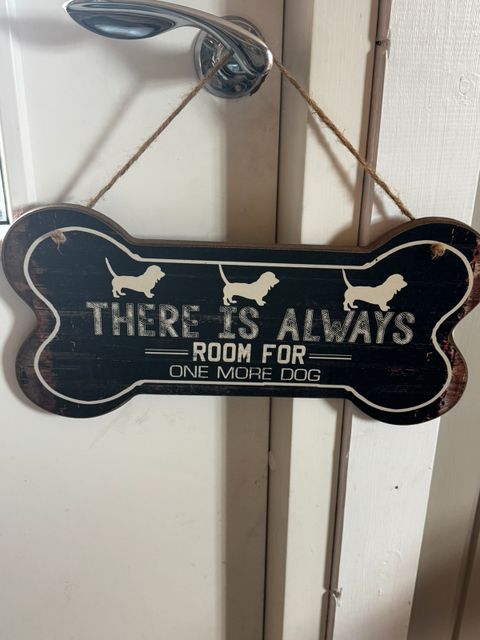 THERE IS ALWAYS
ROOM FOR
ONE MORE DOG